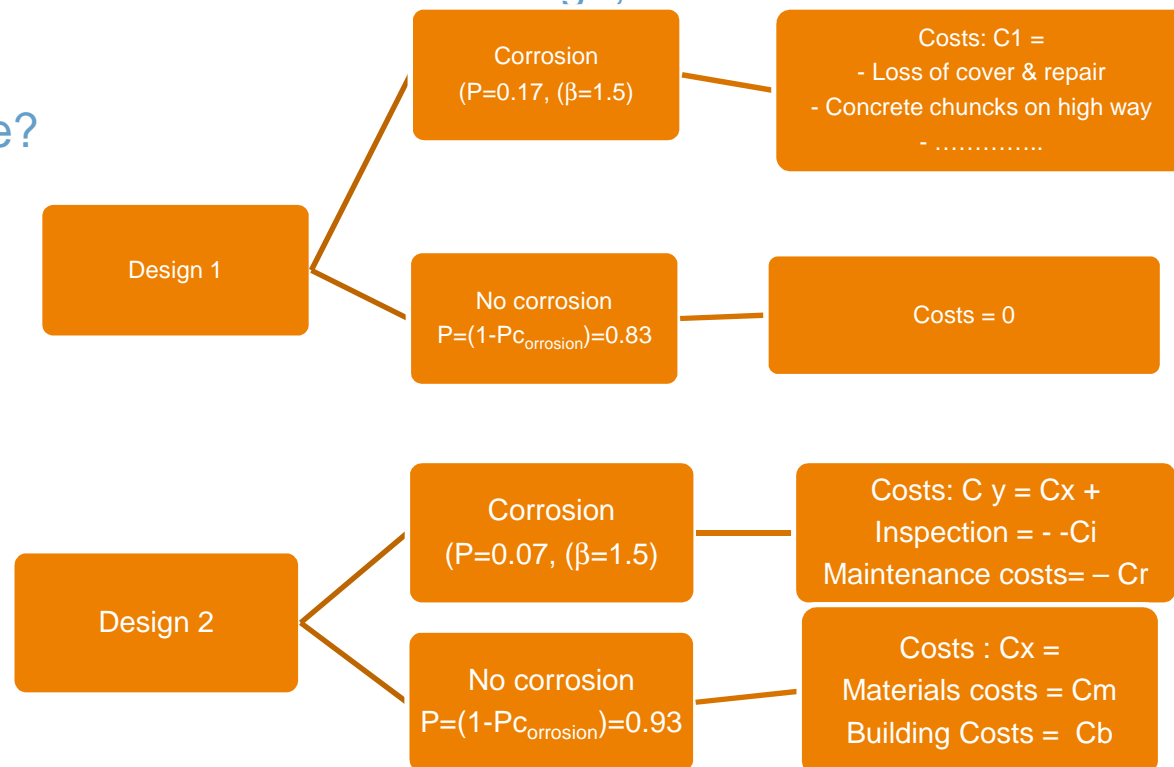 e?
Corrosion
(P=0.17, (β=1.5)
Costs: C1 =
- Loss of cover & repair
- Concrete chuncks on high way
- …………..
Design 1
No corrosion
P=(1-Pcorrosion)=0.83
Costs = 0
Corrosion
(P=0.07, (β=1.5)
Costs: C y = Cx +
Inspection = - -Ci
Maintenance costs= – Cr
Design 2
No corrosion
P=(1-Pcorrosion)=0.93
Costs : Cx =
Materials costs = Cm
Building Costs = Cb